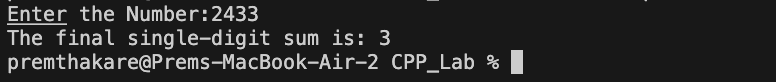 Enter the Number:2433
The final single-digit sum is: 3
premthakare@Prems-MacBook-Air-2 CPP_Lab %